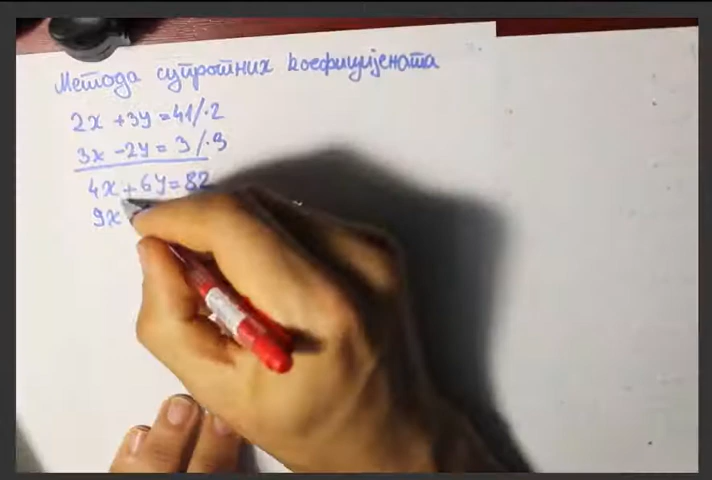 Метода супротних коефицијената
2x + 3y = 41 / · 2
3x - 2y = 3 / · 3
4x + 6y = 82
9x